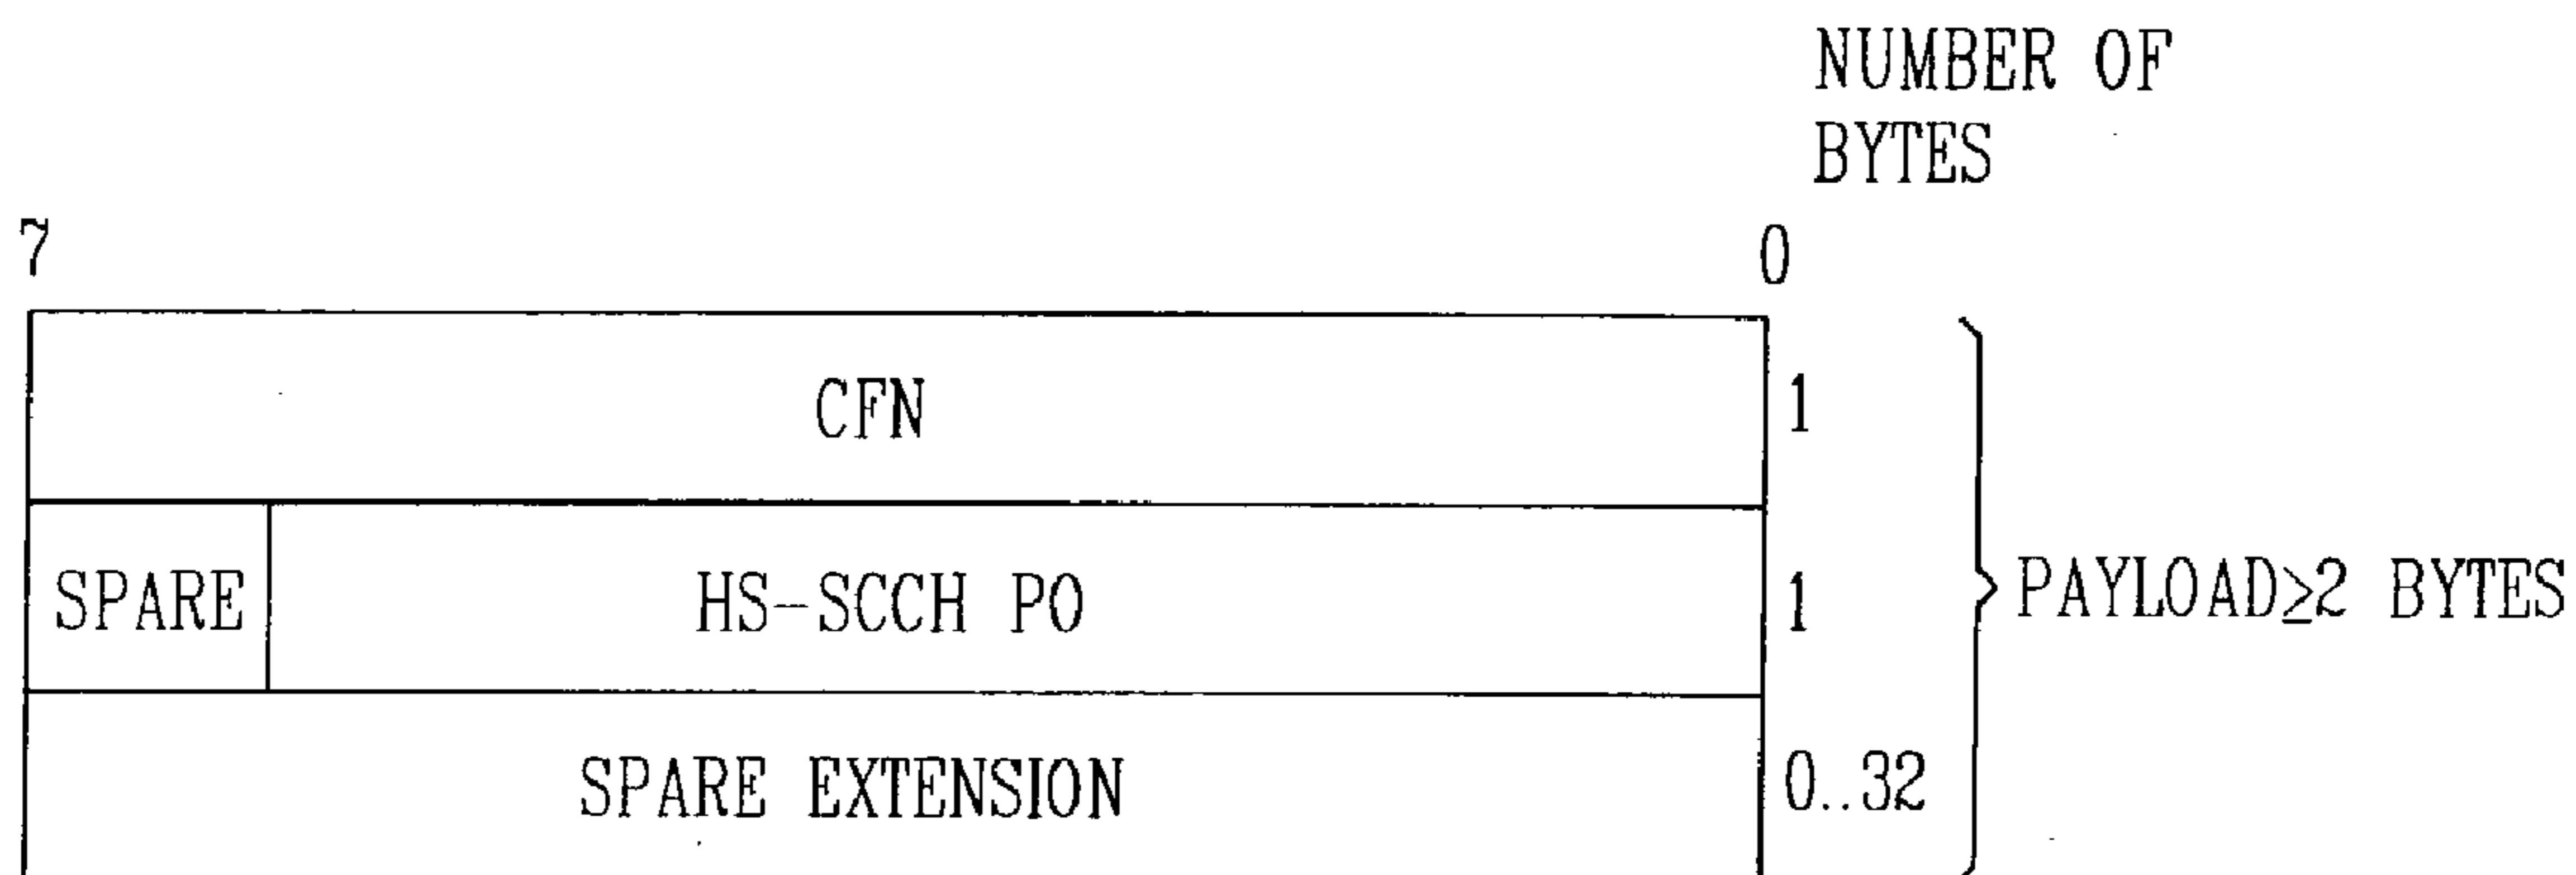 NUMBER OF
BYTES
7 0
CFN 1
SPARE HS-SCCH PO 1
PAYLOAD≥2 BYTES
SPARE EXTENSION 0..32